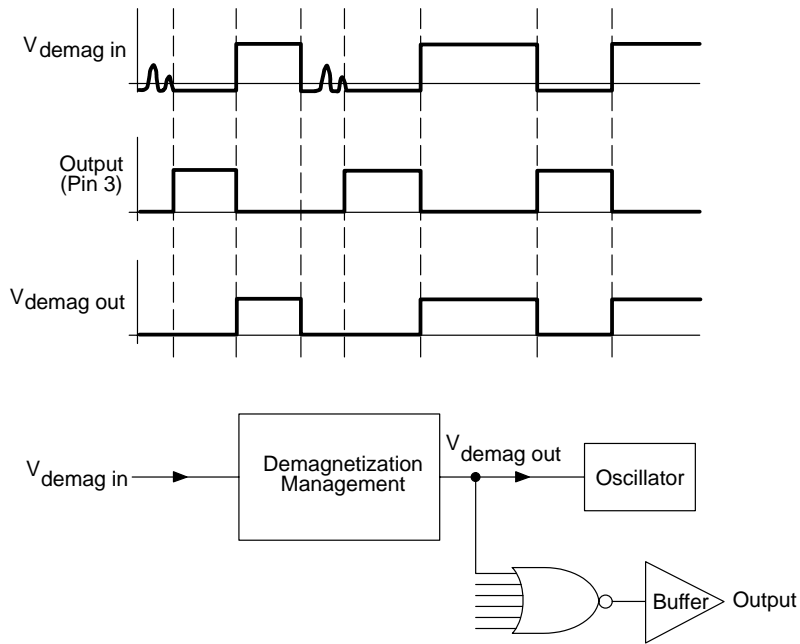 V demag in
Output
(Pin 3)
V demag out
V demag in
Demagnetization
Management
V demag out
Oscillator
Buffer
Output